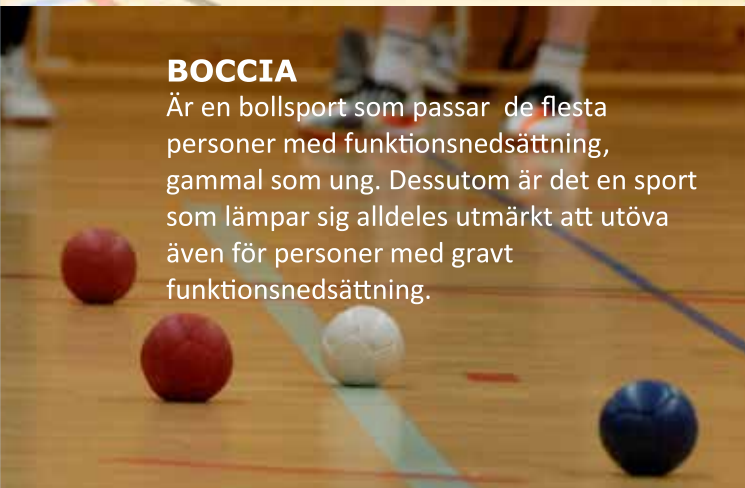 BOCCIA
Är en bollsport som passar  de flesta
personer med funktionsnedsättning,
gammal som ung. Dessutom är det en sport
som lämpar sig alldeles utmärkt att utöva
även för personer med gravt
funktionsnedsättning.